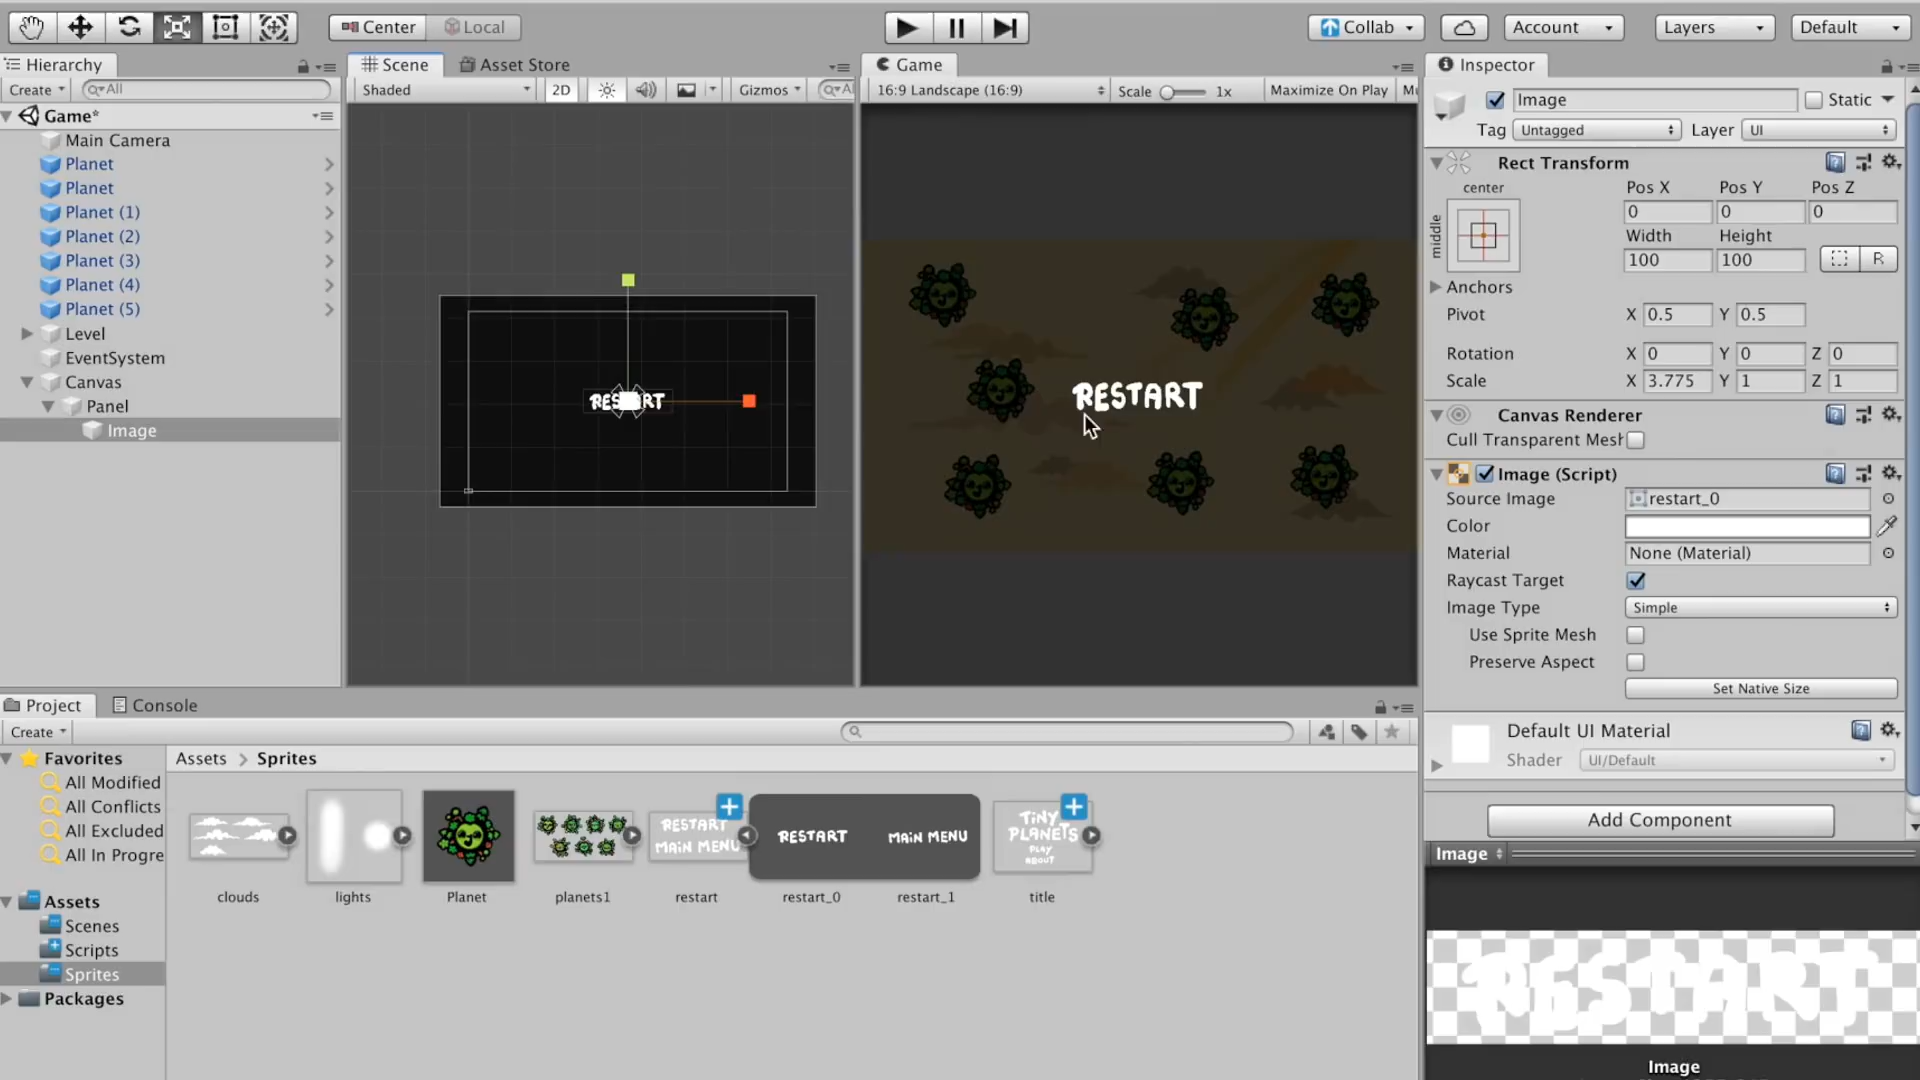 Center
Local
Collab
Account
Layers
Default
Hierarchy
Scene
Asset Store
Game
Inspector
Create
All
Shaded
2D
Gizmos
16:9 Landscape (16:9)
Scale
1x
Maximize On Play
Image
Static
Game*
Tag
Untagged
Layer
UI
Main Camera
Planet
Planet
Planet (1)
Planet (2)
Planet (3)
Planet (4)
Planet (5)
Level
EventSystem
Canvas
Panel
Image
RESTART
RESTART
Rect Transform
center
middle
Pos X
Pos Y
Pos Z
0
0
0
Width
Height
100
100
R
Anchors
Pivot
X 0.5
Y 0.5
Rotation
X 0
Y 0
Z 0
Scale
X 3.775
Y 1
Z 1
Canvas Renderer
Cull Transparent Mesh
Image (Script)
Source Image
restart_0
Color
Material
None (Material)
Raycast Target
Image Type
Simple
Use Sprite Mesh
Preserve Aspect
Set Native Size
Default UI Material
Shader
UI/Default
Add Component
Image
RESTART
Image
Project
Console
Create
Favorites
All Modified
All Conflicts
All Excluded
All In Progre
Assets
Scenes
Scripts
Sprites
Packages
Assets > Sprites
RESTART
MAIN MENU
RESTART
MAIN MENU
TINY
PLANETS
PLAY
ABOUT
clouds
lights
Planet
planets1
restart
restart_0
restart_1
title